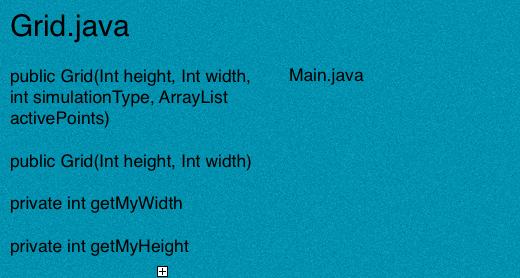 Grid.java
public Grid(Int height, Int width,
int simulationType, ArrayList
activePoints)
public Grid(Int height, Int width)
private int getMyWidth
private int getMyHeight
Main.java